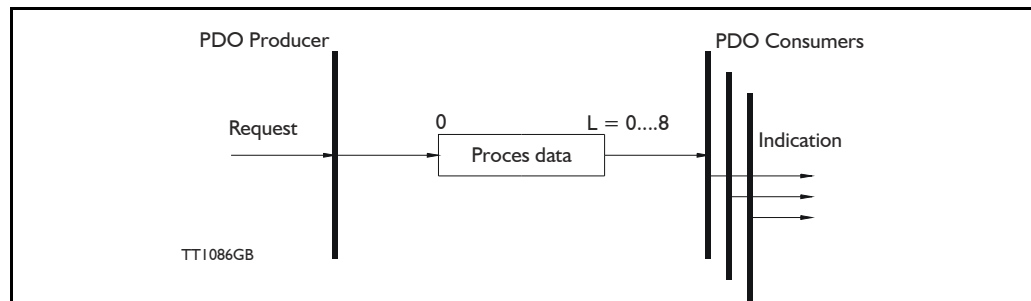 PDO Producer
PDO Consumers
0
L = 0....8
Request
Proces data
Indication
TT1086GB